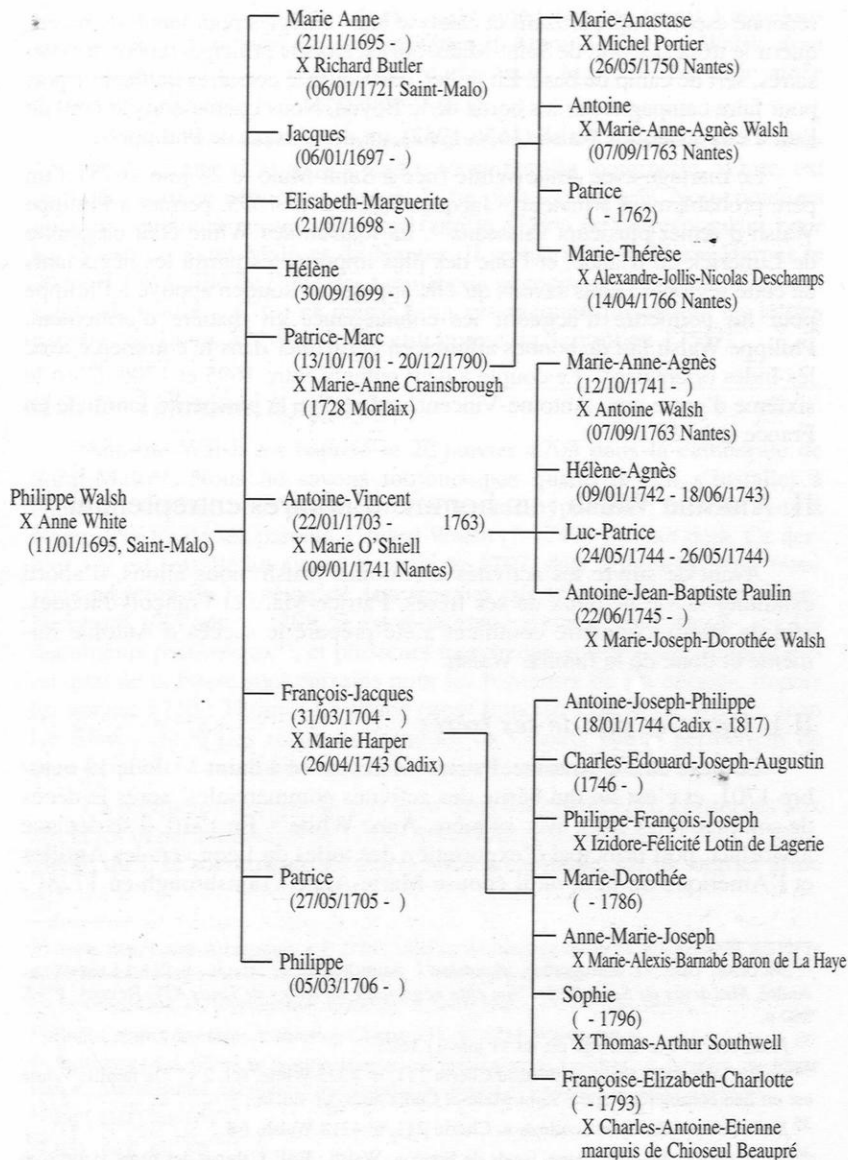 Philippe Walsh
X Anne White
(11/01/1695, Saint-Malo)
Marie Anne
(21/11/1695 - )
X Richard Butler
(06/01/1721 Saint-Malo)
Jacques
(06/01/1697 - )
Elisabeth-Marguerite
(21/07/1698 - )
Hélène
(30/09/1699 - )
Patrice-Marc
(13/10/1701 - 20/12/1790)
X Marie-Anne Crainsbrough
(1728 Morlaix)
Antoine-Vincent
(22/01/1703 - 1763)
X Marie O'Shiell
(09/01/1741 Nantes)
François-Jacques
(31/03/1704 - )
X Marie Harper
(26/04/1743 Cadix)
Patrice
(27/05/1705 - )
Philippe
(05/03/1706 - )
Marie-Anastase
X Michel Portier
(26/05/1750 Nantes)
Antoine
X Marie-Anne-Agnès Walsh
(07/09/1763 Nantes)
Patrice
( - 1762)
Marie-Thérèse
X Alexandre-Jollis-Nicolas Deschamps
(14/04/1766 Nantes)
Marie-Anne-Agnès
(12/10/1741 - )
X Antoine Walsh
(07/09/1763 Nantes)
Hélène-Agnès
(09/01/1742 - 18/06/1743)
Luc-Patrice
(24/05/1744 - 26/05/1744)
Antoine-Jean-Baptiste Paulin
(22/06/1745 - )
X Marie-Joseph-Dorothée Walsh
Antoine-Joseph-Philippe
(18/01/1744 Cadix - 1817)
Charles-Edouard-Joseph-Augustin
(1746 - )
Philippe-François-Joseph
X Izidore-Félicité Lotin de Lagerie
Marie-Dorothée
( - 1786)
Anne-Marie-Joseph
X Marie-Alexis-Barnabé Baron de La Haye
Sophie
( - 1796)
X Thomas-Arthur Southwell
Françoise-Elizabeth-Charlotte
( - 1793)
X Charles-Antoine-Etienne
marquis de Chioseul Beaupré